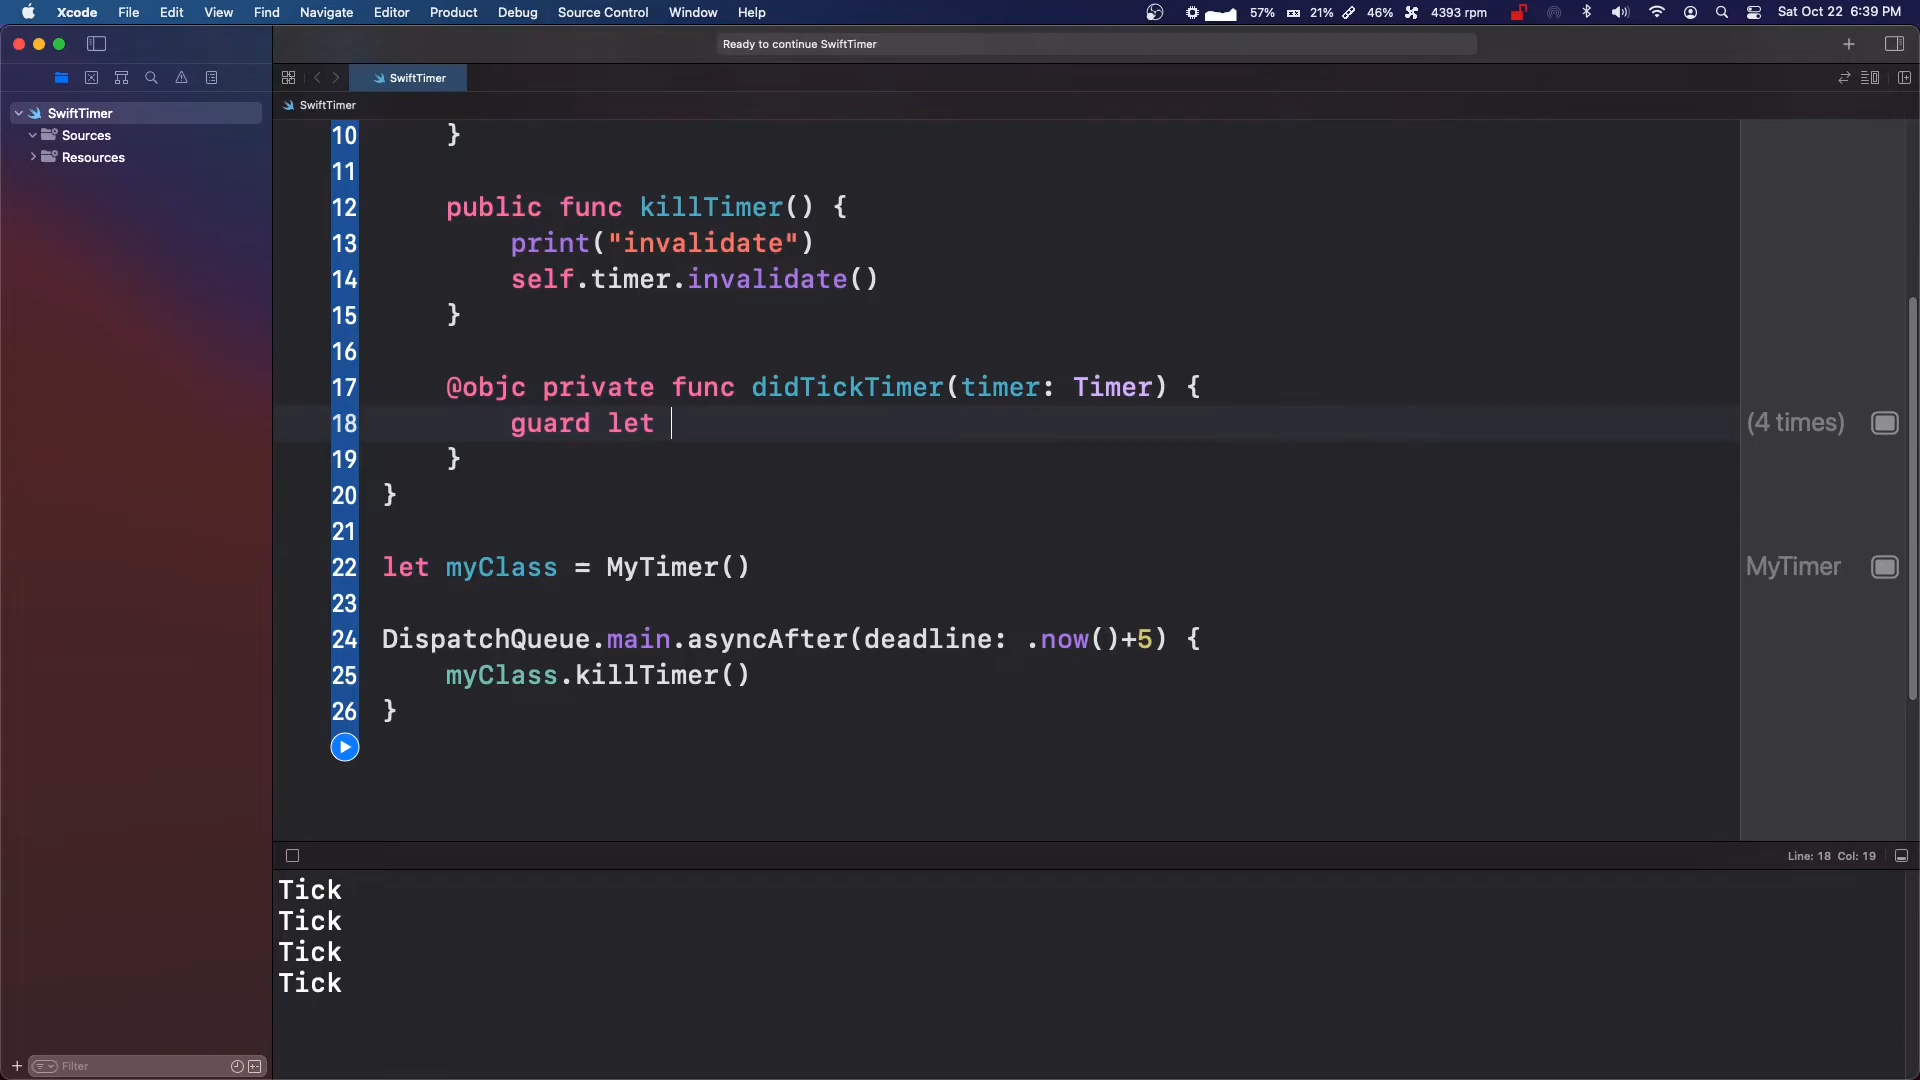 Xcode File Edit View Find Navigate Editor Product Debug Source Control Window Help 57% 21% 46% 4393 rpm Sat Oct 22 6:39 PM
Ready to continue SwiftTimer
SwiftTimer
SwiftTimer
SwiftTimer
Sources
Resources
10 }
11
12 public func killTimer() {
13 print("invalidate")
14 self.timer.invalidate()
15 }
16
17 @objc private func didTickTimer(timer: Timer) {
18 guard let (4 times)
19 }
20 }
21
22 let myClass = MyTimer() MyTimer
23
24 DispatchQueue.main.asyncAfter(deadline: .now()+5) {
25 myClass.killTimer()
26 }
Line: 18 Col: 19
Tick
Tick
Tick
Tick
Filter